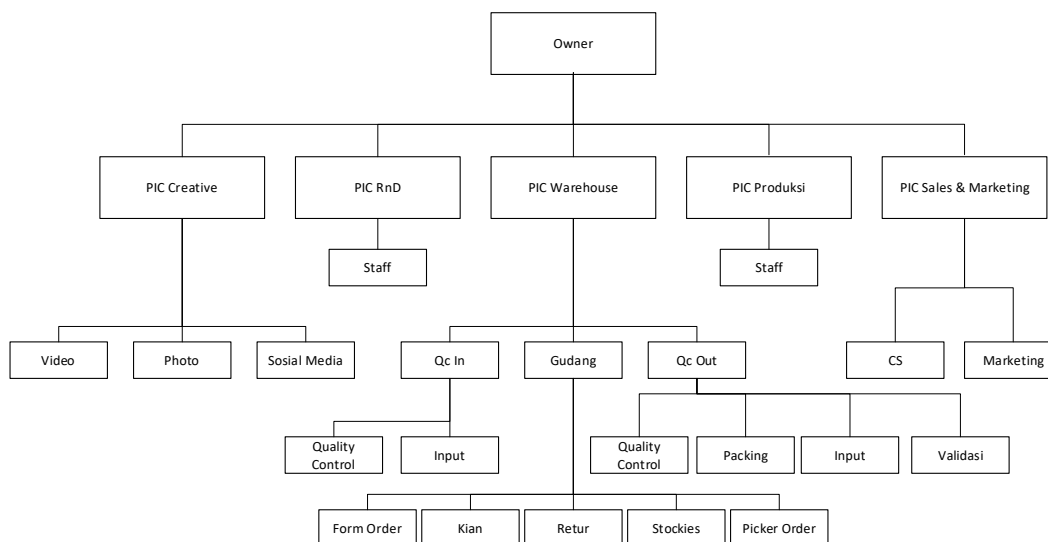 Owner
PIC Creative
PIC RnD
PIC Warehouse
PIC Produksi
PIC Sales & Marketing
Staff
Staff
Video
Photo
Sosial Media
Qc In
Gudang
Qc Out
CS
Marketing
Quality
Control
Input
Quality
Control
Packing
Input
Validasi
Form Order
Kian
Retur
Stockies
Picker Order